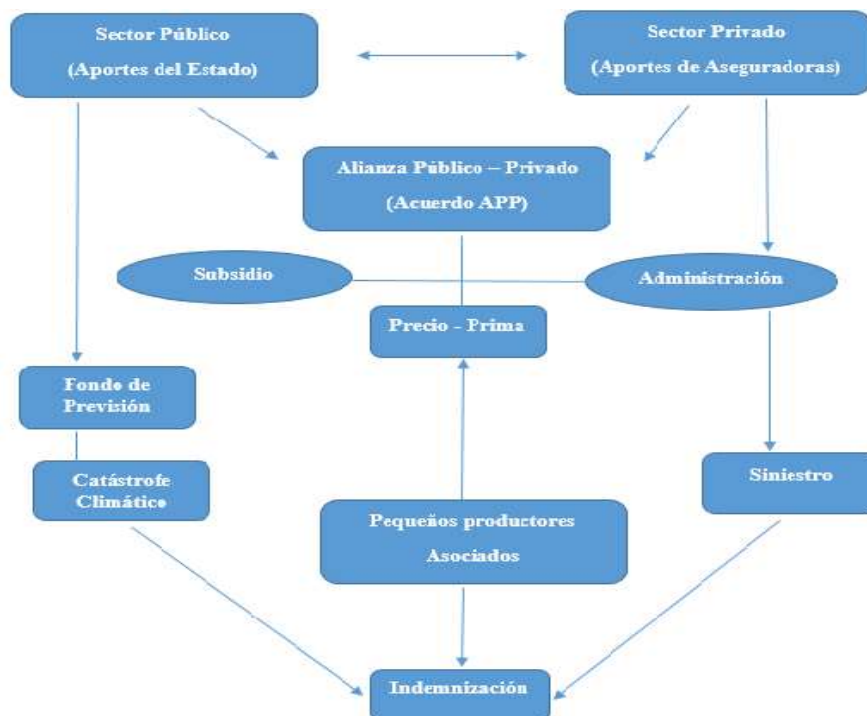 Sector Público
(Aportes del Estado)
Sector Privado
(Aportes de Aseguradoras)
Alianza Público – Privado
(Acuerdo APP)
Subsidio
Administración
Precio - Prima
Fondo de
Previsión
Catástrofe
Climático
Siniestro
Pequeños productores
Asociados
Indemnización